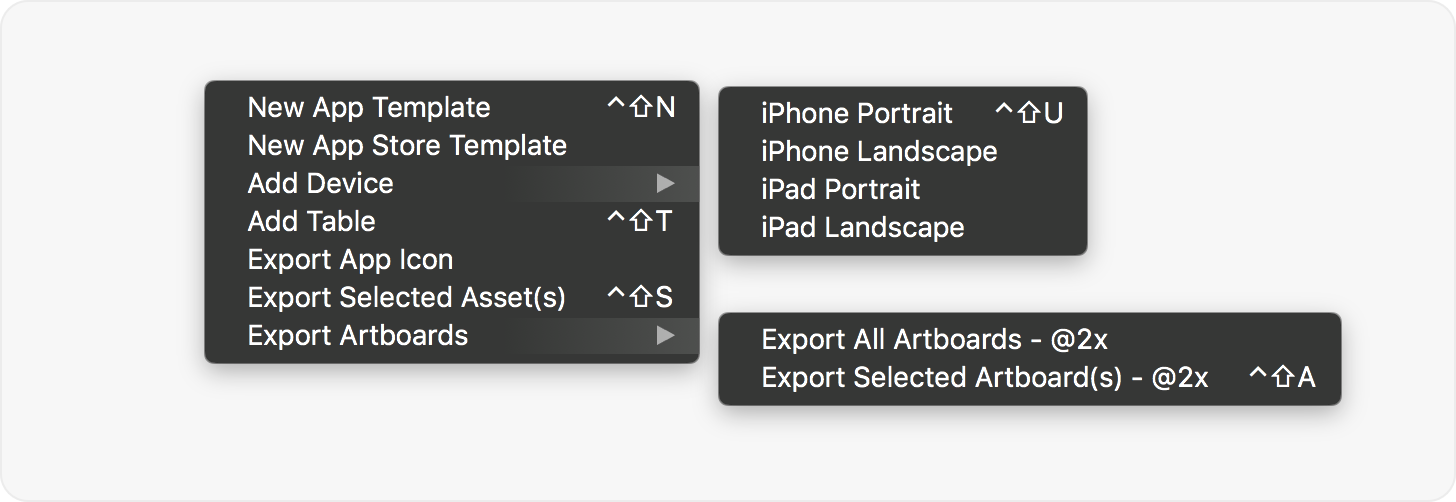 New App Template ^⇧N
New App Store Template
Add Device ▶
Add Table ^⇧T
Export App Icon
Export Selected Asset(s) ^⇧S
Export Artboards ▶
iPhone Portrait ^⇧U
iPhone Landscape
iPad Portrait
iPad Landscape
Export All Artboards - @2x
Export Selected Artboard(s) - @2x ^⇧A